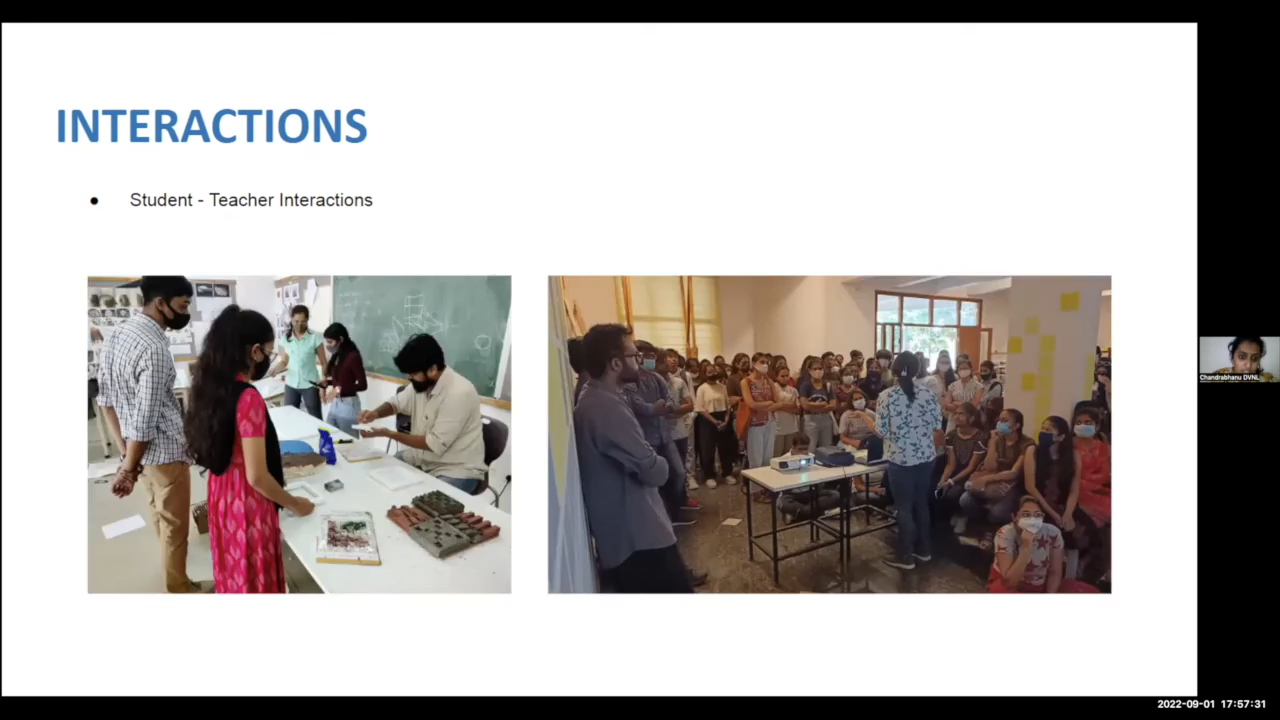 INTERACTIONS
● Student - Teacher Interactions
Chandrabhanu DVNL
2022-09-01 17:57:31